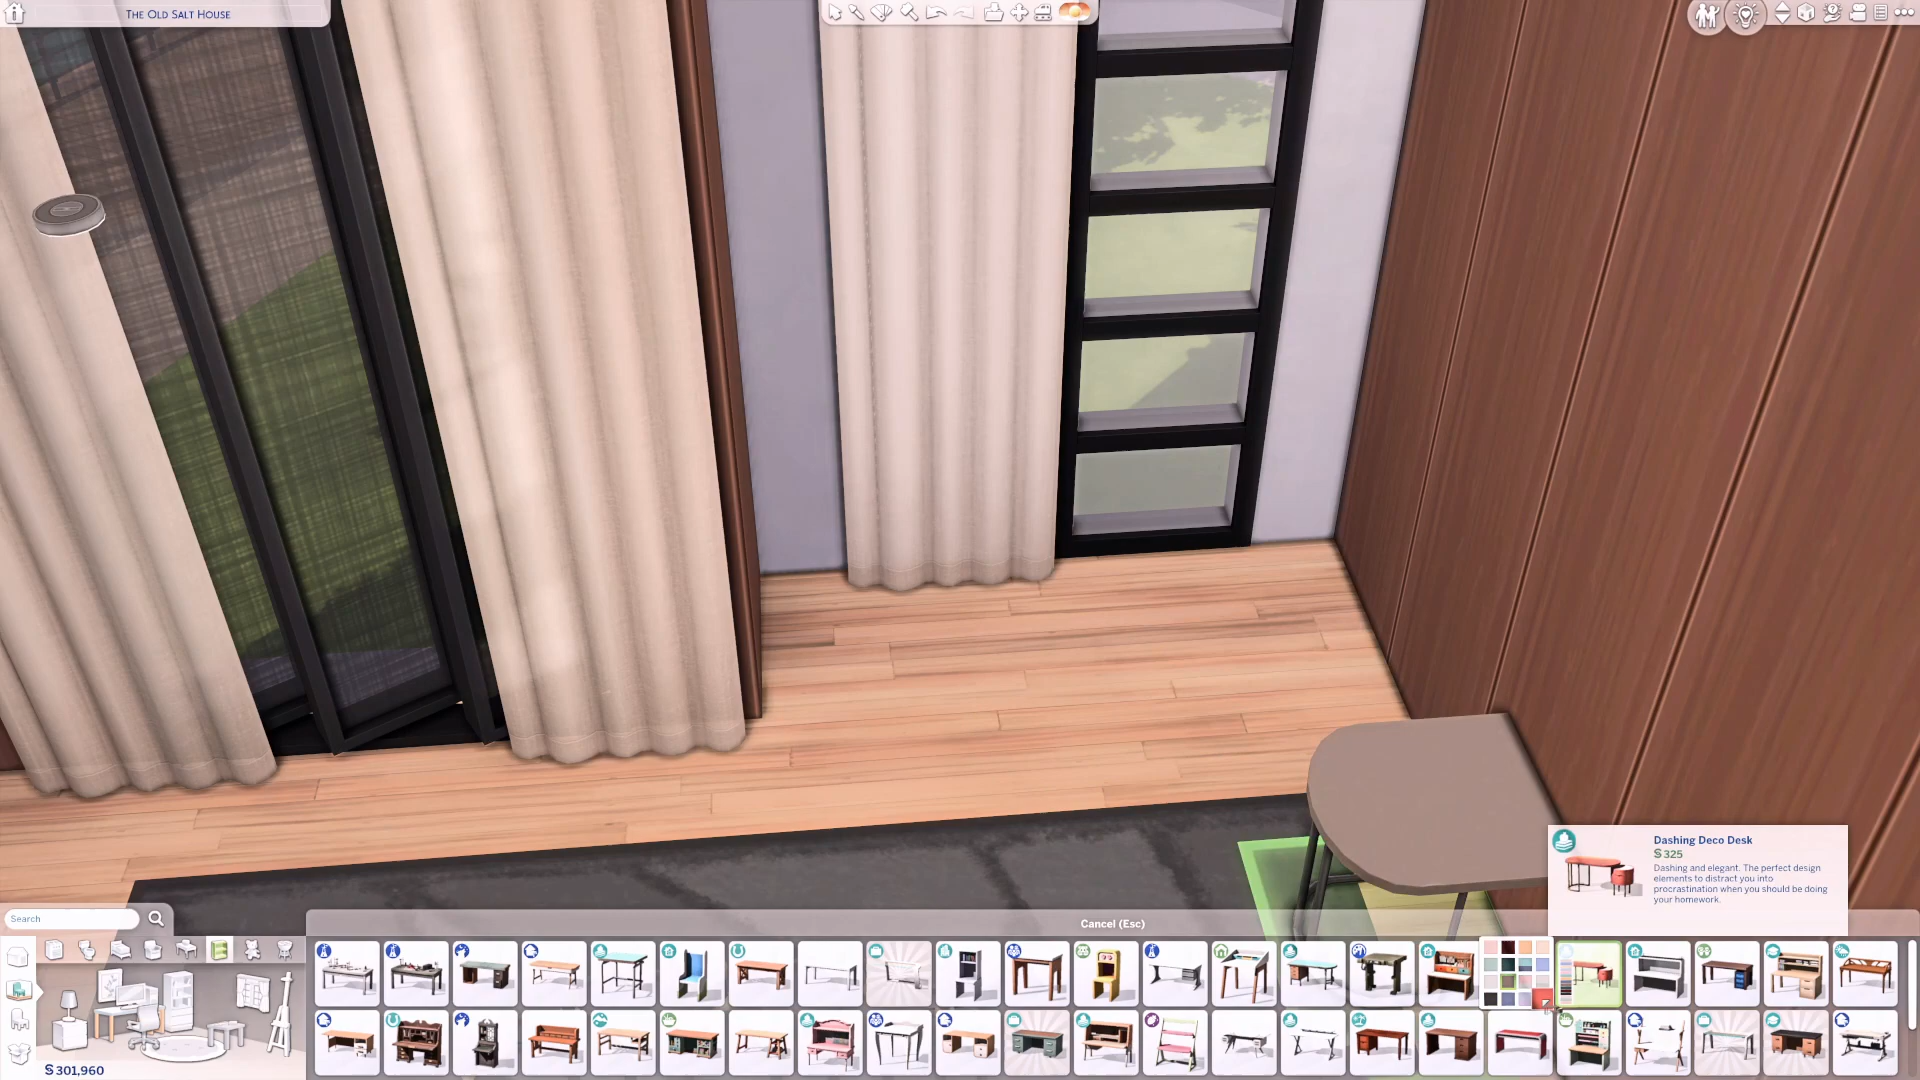 The Old Salt House
Dashing Deco Desk
§325
Dashing and elegant. The perfect design
elements to distract you into
procrastination when you should be doing
your homework.
Search
Cancel (Esc)
§301,960